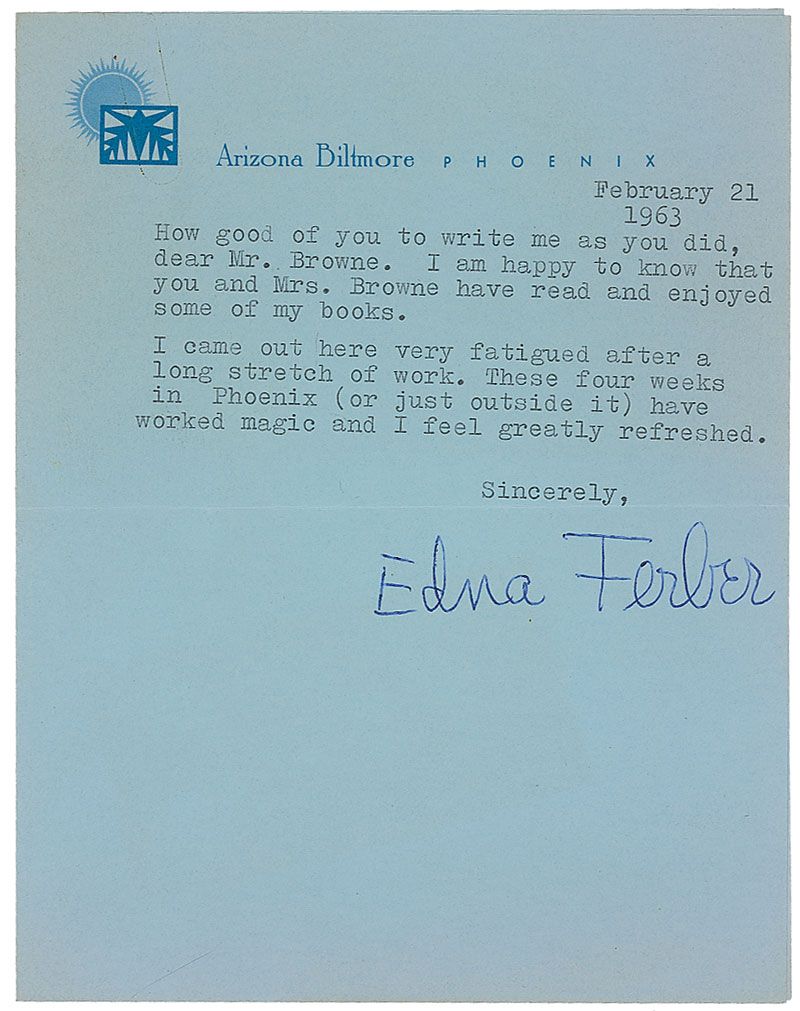 Arizona Biltmore PHOENIX
February 21
1963
How good of you to write me as you did,
dear Mr. Browne. I am happy to know that
you and Mrs. Browne have read and enjoyed
some of my books.
I came out here very fatigued after a
long stretch of work. These four weeks
in Phoenix (or just outside it) have
worked magic and I feel greatly refreshed.
Sincerely,
Edna Ferber